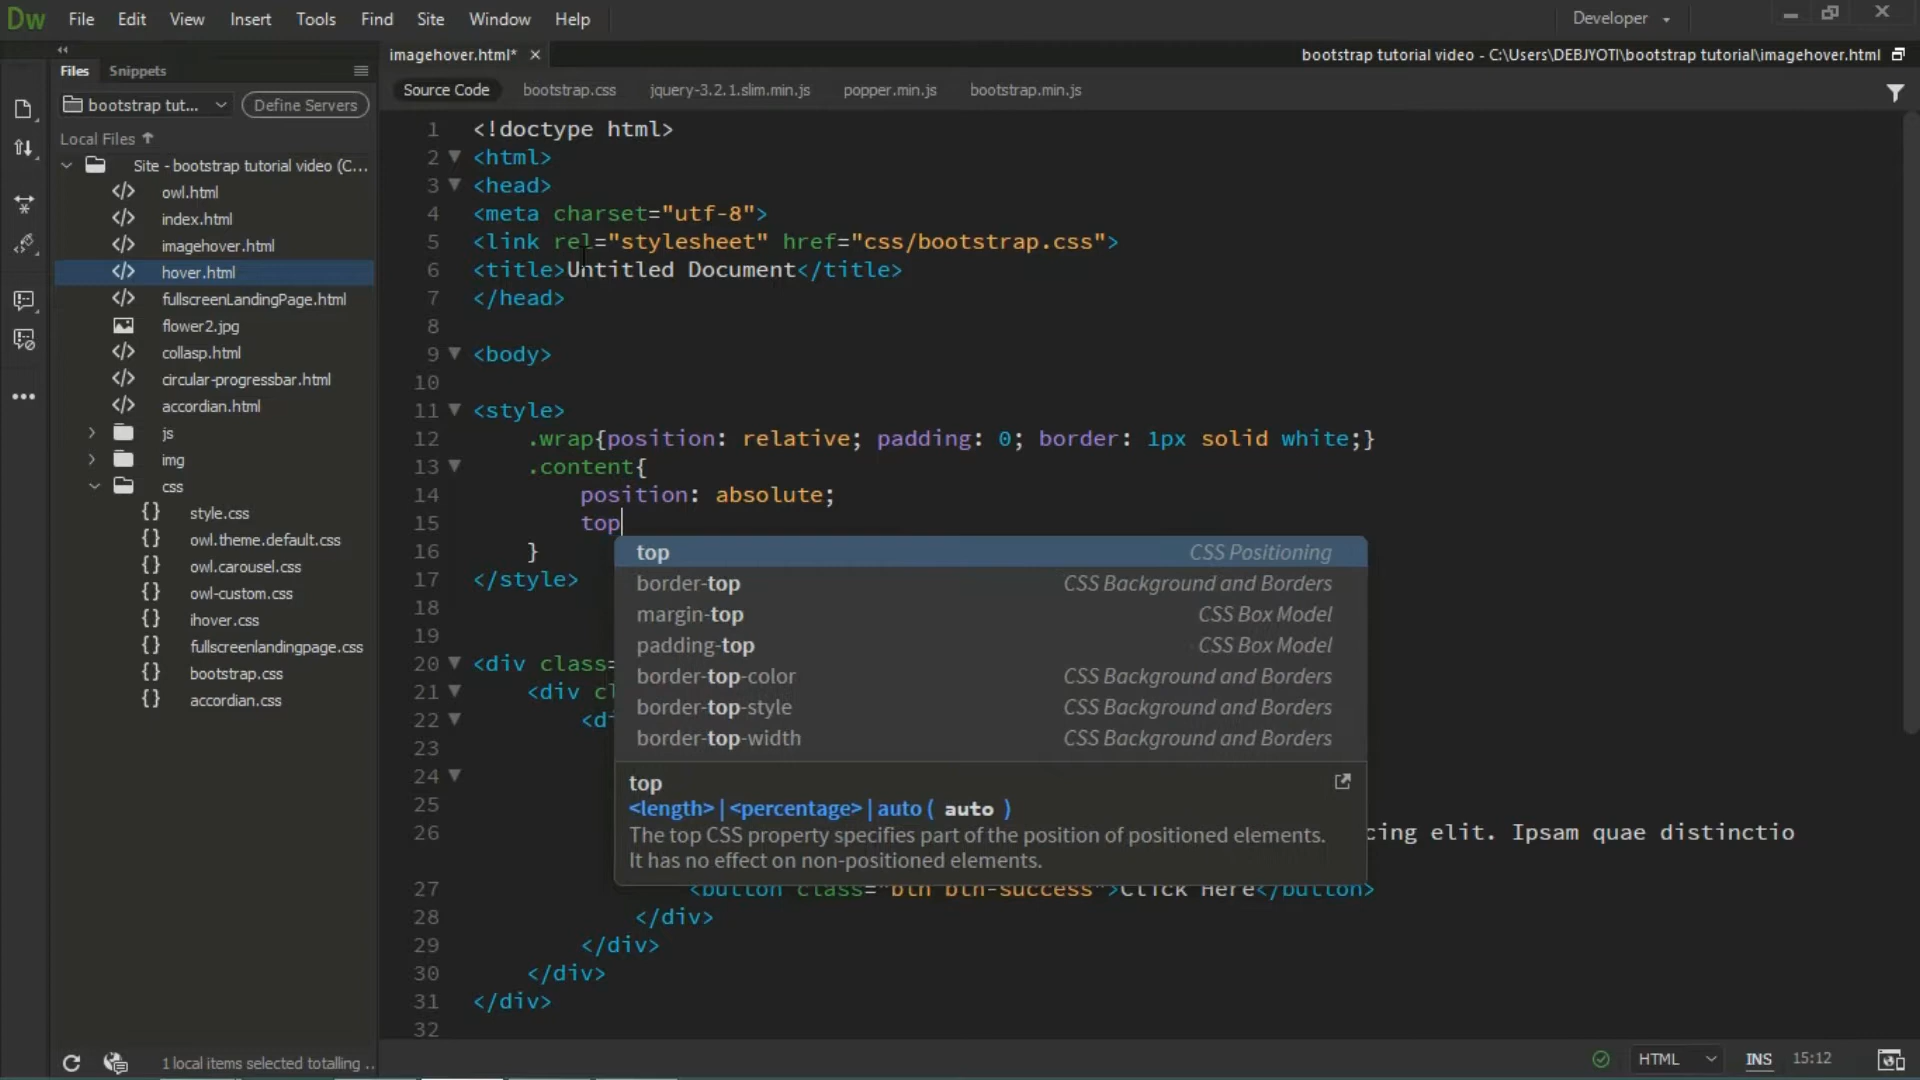 Dw File Edit View Insert Tools Find Site Window Help Developer
Files Snippets
imagehover.html* bootstrap tutorial video - C:\Users\DEBJYOTI\bootstrap tutorial\imagehover.html
bootstrap tut... Define Servers
Source Code bootstrap.css jquery-3.2.1.slim.min.js popper.min.js bootstrap.min.js
Local Files
Site - bootstrap tutorial video (C...
owl.html
index.html
imagehover.html
hover.html
fullscreenLandingPage.html
flower2.jpg
collasp.html
circular-progressbar.html
accordian.html
js
img
css
style.css
owl.theme.default.css
owl.carousel.css
owl-custom.css
ihover.css
fullscreenlandingpage.css
bootstrap.css
accordian.css
1 local items selected totalling ..
1 <!doctype html>
2 <html>
3 <head>
4 <meta charset="utf-8">
5 <link rel="stylesheet" href="css/bootstrap.css">
6 <title>Untitled Document</title>
7 </head>
8
9 <body>
10
11 <style>
12 .wrap{position: relative; padding: 0; border: 1px solid white;}
13 .content{
14 position: absolute;
15 top
16 }
17 </style>
18
19
20 <div class=
21 <div cl
22 <di
23
24
25
26 cing elit. Ipsam quae distinctio
27 <button class="btn btn-success">Click Here</button>
28 </div>
29 </div>
30 </div>
31 </div>
32
top CSS Positioning
border-top CSS Background and Borders
margin-top CSS Box Model
padding-top CSS Box Model
border-top-color CSS Background and Borders
border-top-style CSS Background and Borders
border-top-width CSS Background and Borders
top
<length> | <percentage> | auto ( auto )
The top CSS property specifies part of the position of positioned elements.
It has no effect on non-positioned elements.
HTML INS 15:12